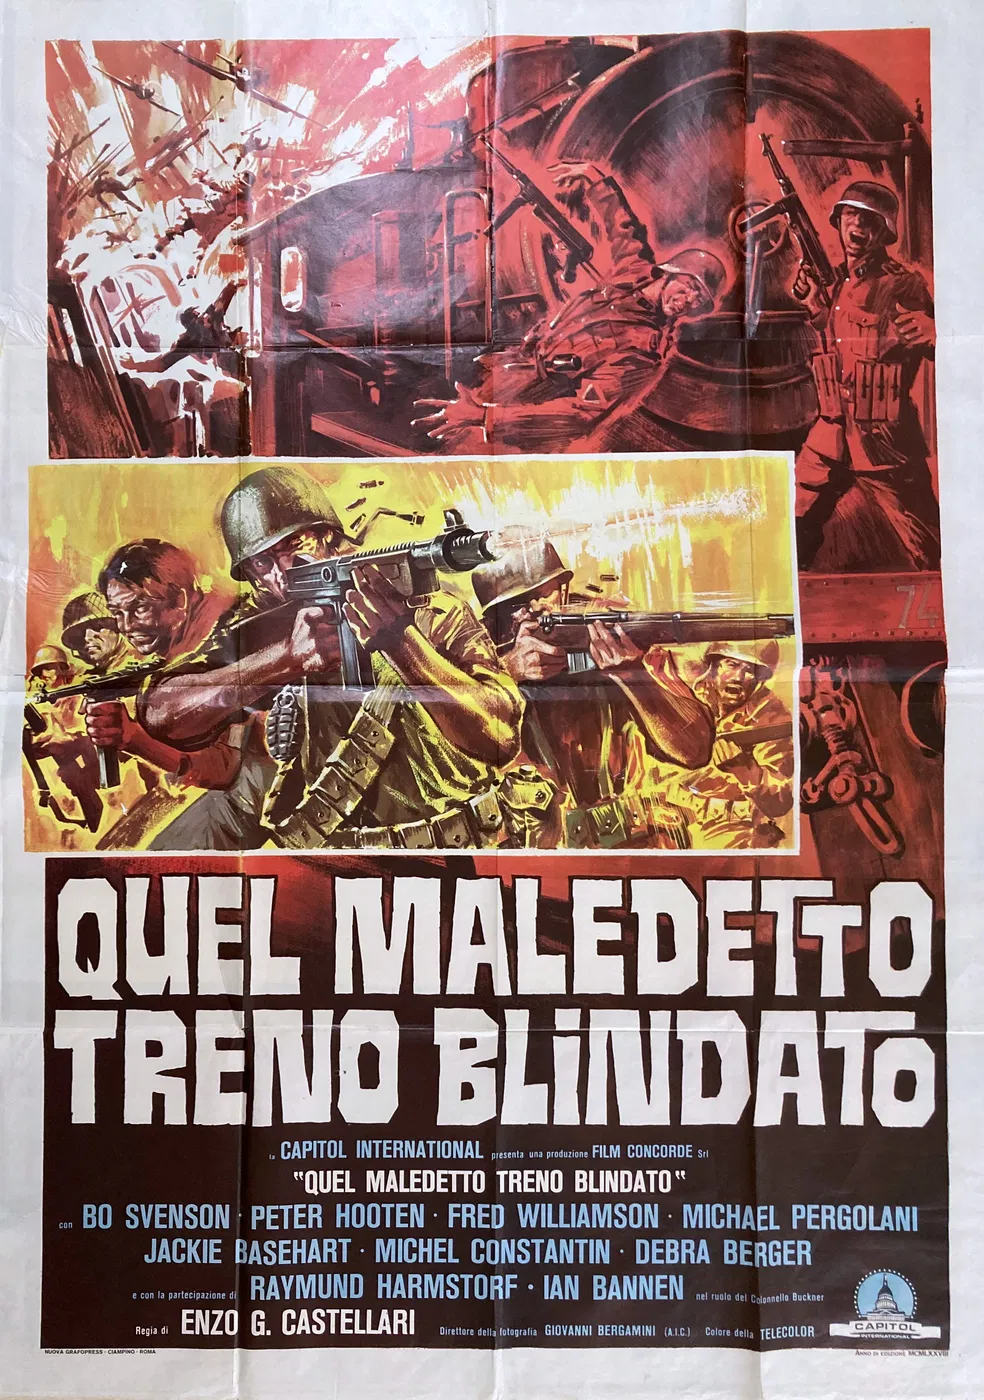 74
QUEL MALEDETTO
TRENO BLiNDATO
la CAPITOL INTERNATIONAL presenta una produzione FILM CONCORDE Srl
"QUEL MALEDETTO TRENO BLINDATO"
con BO SVENSON · PETER HOOTEN · FRED WILLIAMSON · MICHAEL PERGOLANI
JACKIE BASEHART · MICHEL CONSTANTIN · DEBRA BERGER
e con la partecipazione di RAYMUND HARMSTORF · IAN BANNEN nel ruolo del Colonnello Buckner
Regia di ENZO G. CASTELLARI Direttore della fotografia GIOVANNI BERGAMINI (A.I.C.) Colore della TELECOLOR
CAPITOL
INTERNATIONAL
NUOVA GRAFOPRESS - CIAMPINO - ROMA
ANNO DI EDIZIONE MCMLXXVIII